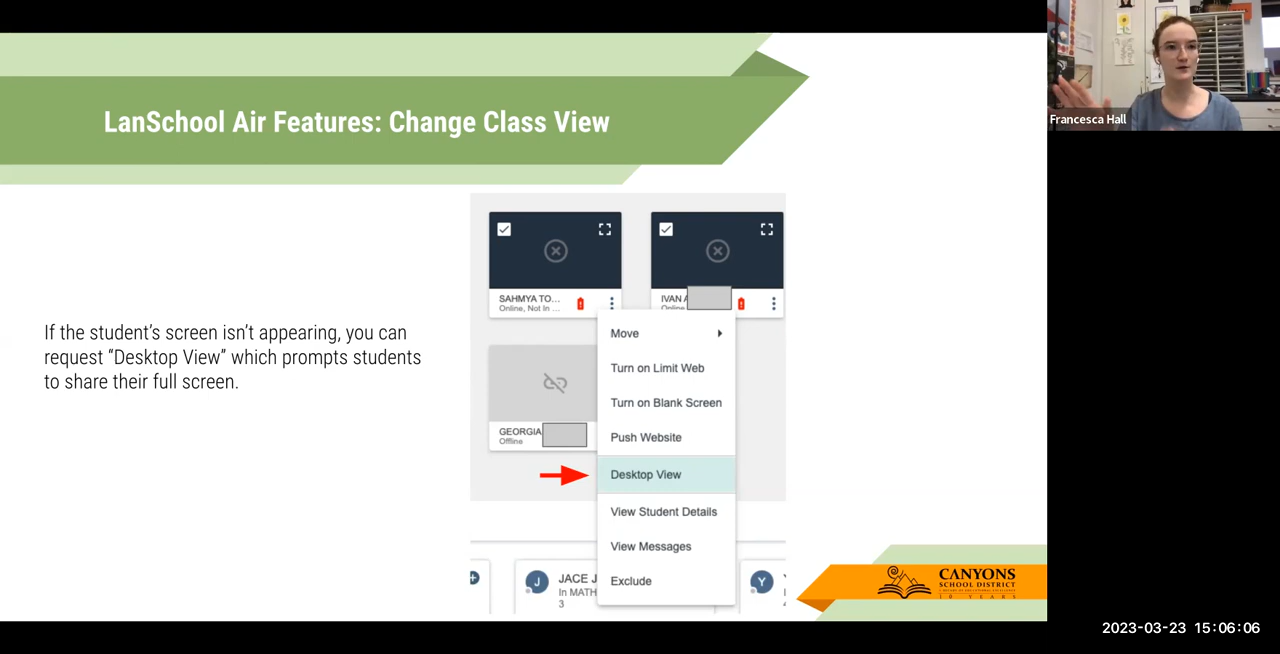 LanSchool Air Features: Change Class View
Francesca Hall
If the student's screen isn't appearing, you can
request “Desktop View” which prompts students
to share their full screen.
SAHMYA TO...
Online, Not In ...
IVAN A
Online
GEORGIA
Offline
Move
Turn on Limit Web
Turn on Blank Screen
Push Website
Desktop View
View Student Details
View Messages
Exclude
J
JACE J
In MATH
3
Y
CANYONS
SCHOOL DISTRICT
10 YEARS
2023-03-23 15:06:06